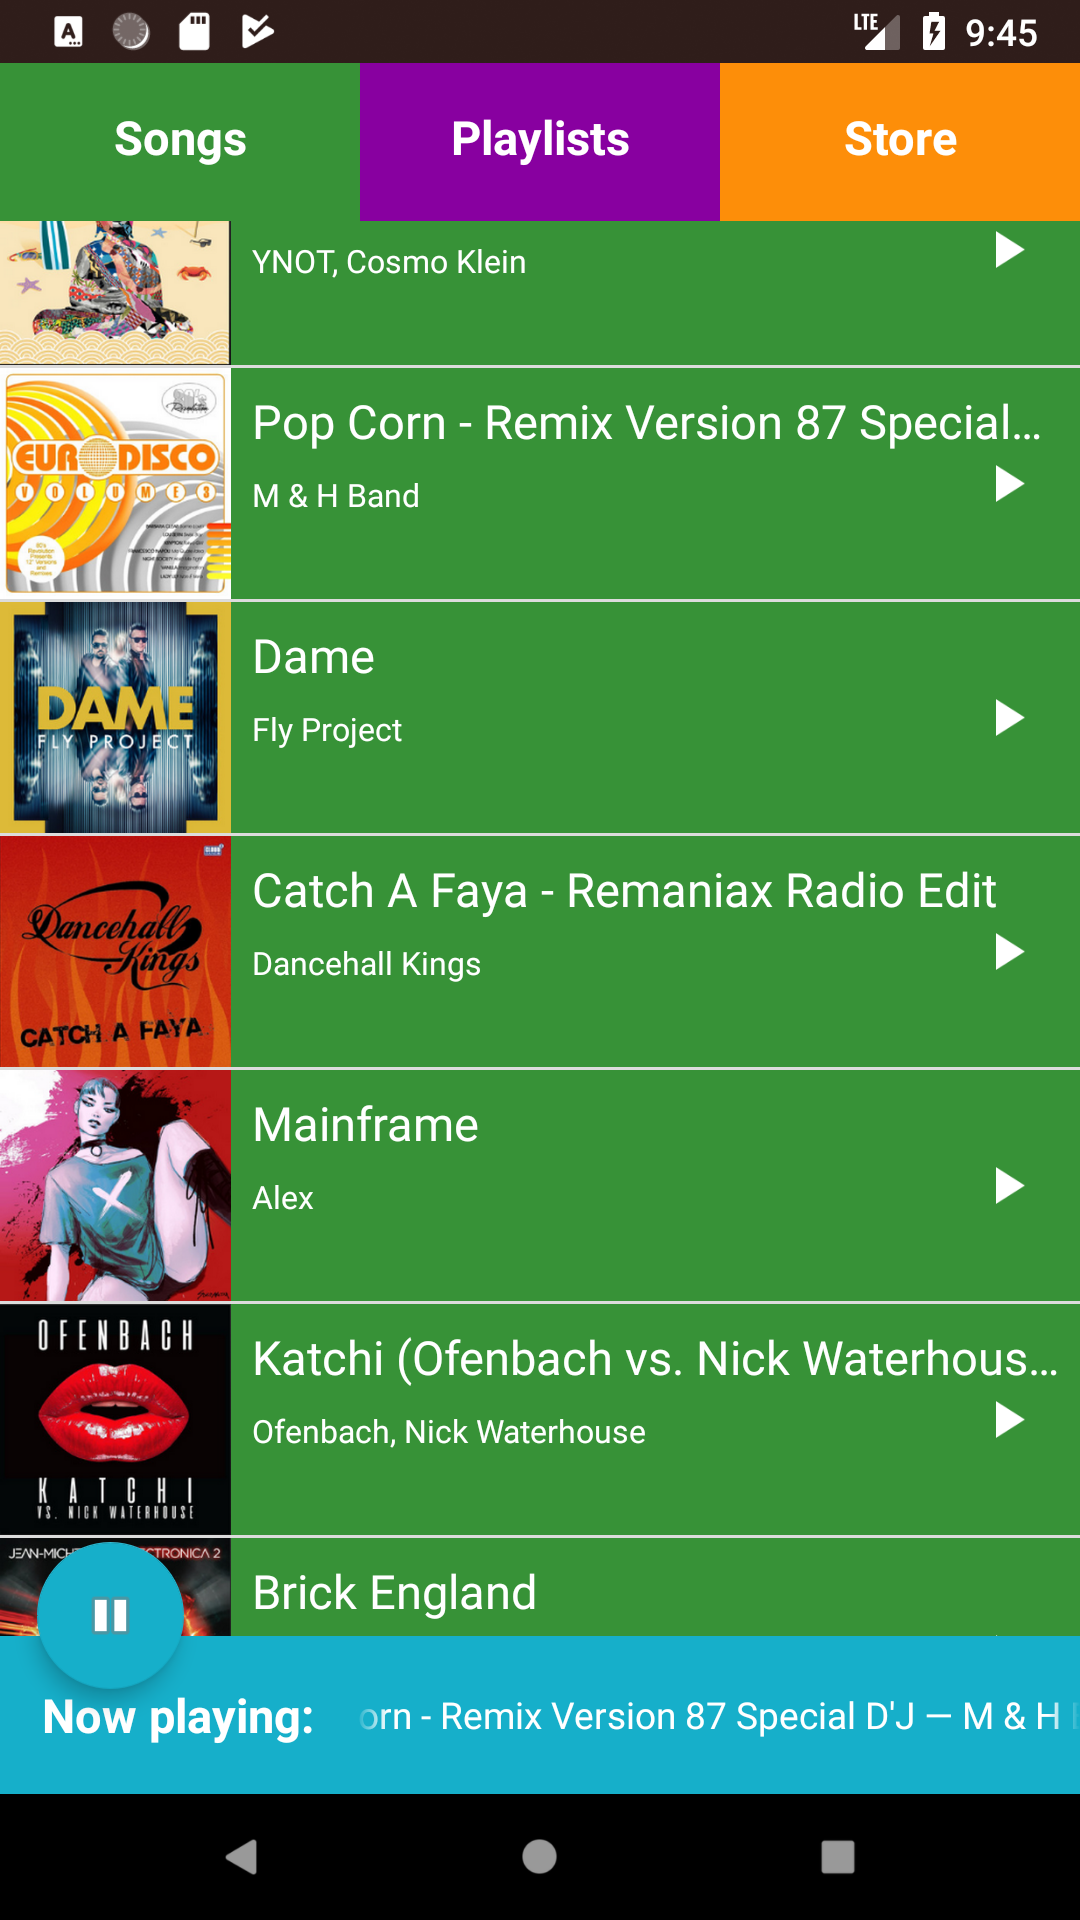 LTE 9:45
Songs Playlists Store
YNOT, Cosmo Klein
EURODISCO
VOLUME 3
Pop Corn - Remix Version 87 Special...
M & H Band
DAME
FLY PROJECT
Dame
Fly Project
Dancehall
Kings
CATCH A FAYA
Catch A Faya - Remaniax Radio Edit
Dancehall Kings
Mainframe
Alex
OFENBACH
KATCHI
VS. NICK WATERHOUSE
Katchi (Ofenbach vs. Nick Waterhous...
Ofenbach, Nick Waterhouse
JEAN-MICH CTRONICA 2
Brick England
Now playing: orn - Remix Version 87 Special D'J — M & H